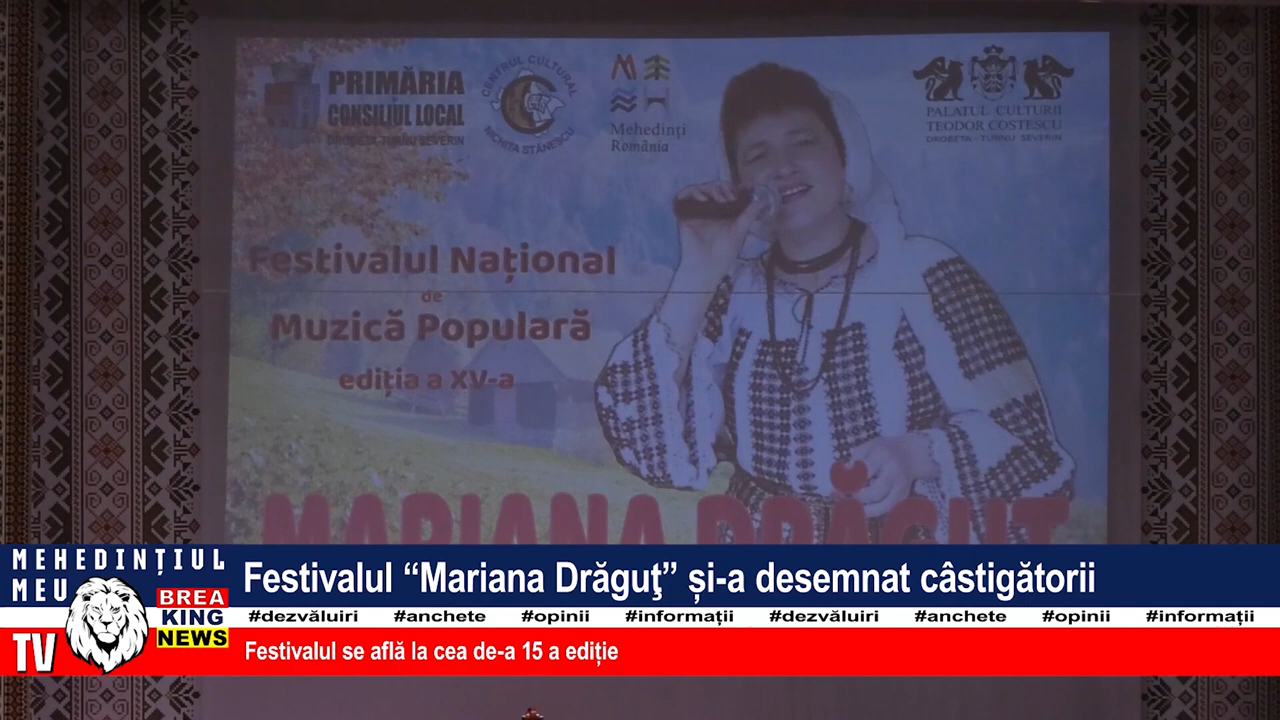 PRIMĂRIA
CONSILIUL LOCAL
DROBETA-TURNU SEVERIN
CENTRUL CULTURAL
NICHITA STĂNESCU
Mehedinți
România
PALATUL CULTURII
TEODOR COSTESCU
DROBETA - TURNU SEVERIN
Festivalul Național
de
Muzică Populară
ediția a XV-a
MARIANA DRĂGUT
MEHEDINȚIUL
MEU
TV
BREA
KING
NEWS
Festivalul “Mariana Drăguţ” și-a desemnat câstigătorii
#dezvăluiri #anchete #opinii #informații #dezvăluiri #anchete #opinii #informații
Festivalul se află la cea de-a 15 a ediție